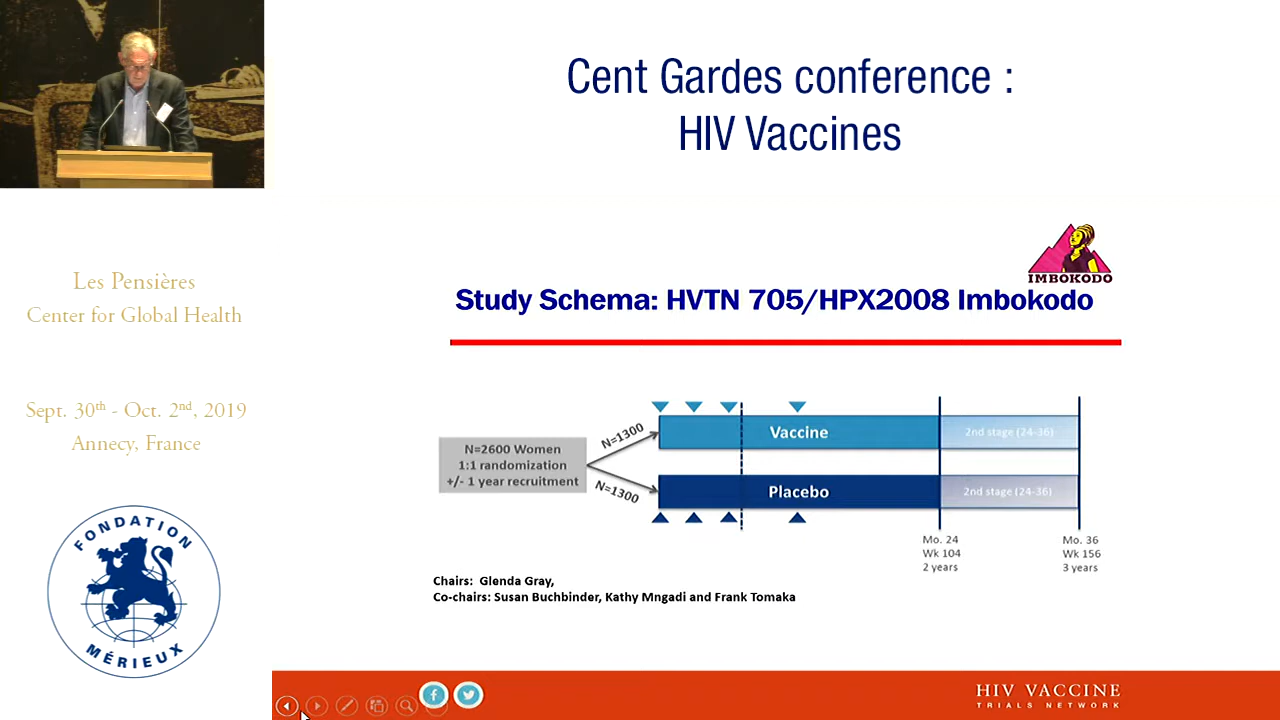 Cent Gardes conference :
HIV Vaccines
Les Pensières
Center for Global Health
Sept. 30th - Oct. 2nd, 2019
Annecy, France
FONDATION
MÉRIEUX
IMBOKODO
Study Schema: HVTN 705/HPX2008 Imbokodo
N=2600 Women
1:1 randomization
+/- 1 year recruitment
N=1300
N=1300
Vaccine
2nd stage (24-36)
Placebo
2nd stage (24-36)
Mo. 24
Wk 104
2 years
Mo. 36
Wk 156
3 years
Chairs: Glenda Gray,
Co-chairs: Susan Buchbinder, Kathy Mngadi and Frank Tomaka
HIV VACCINE
TRIALS NETWORK